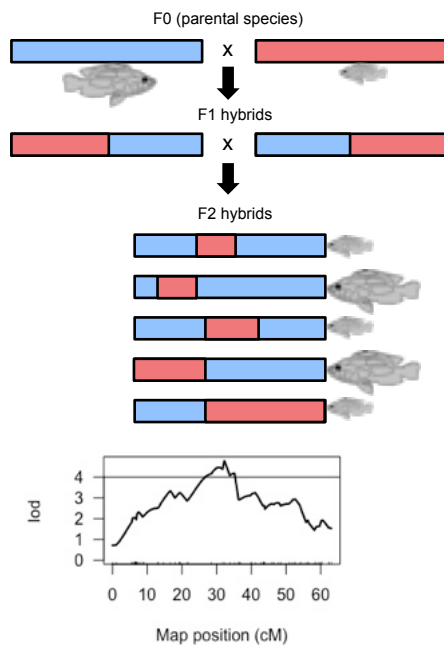 F0 (parental species)
x
F1 hybrids
x
F2 hybrids
lod
4
3
2
1
0
0 10 20 30 40 50 60
Map position (cM)